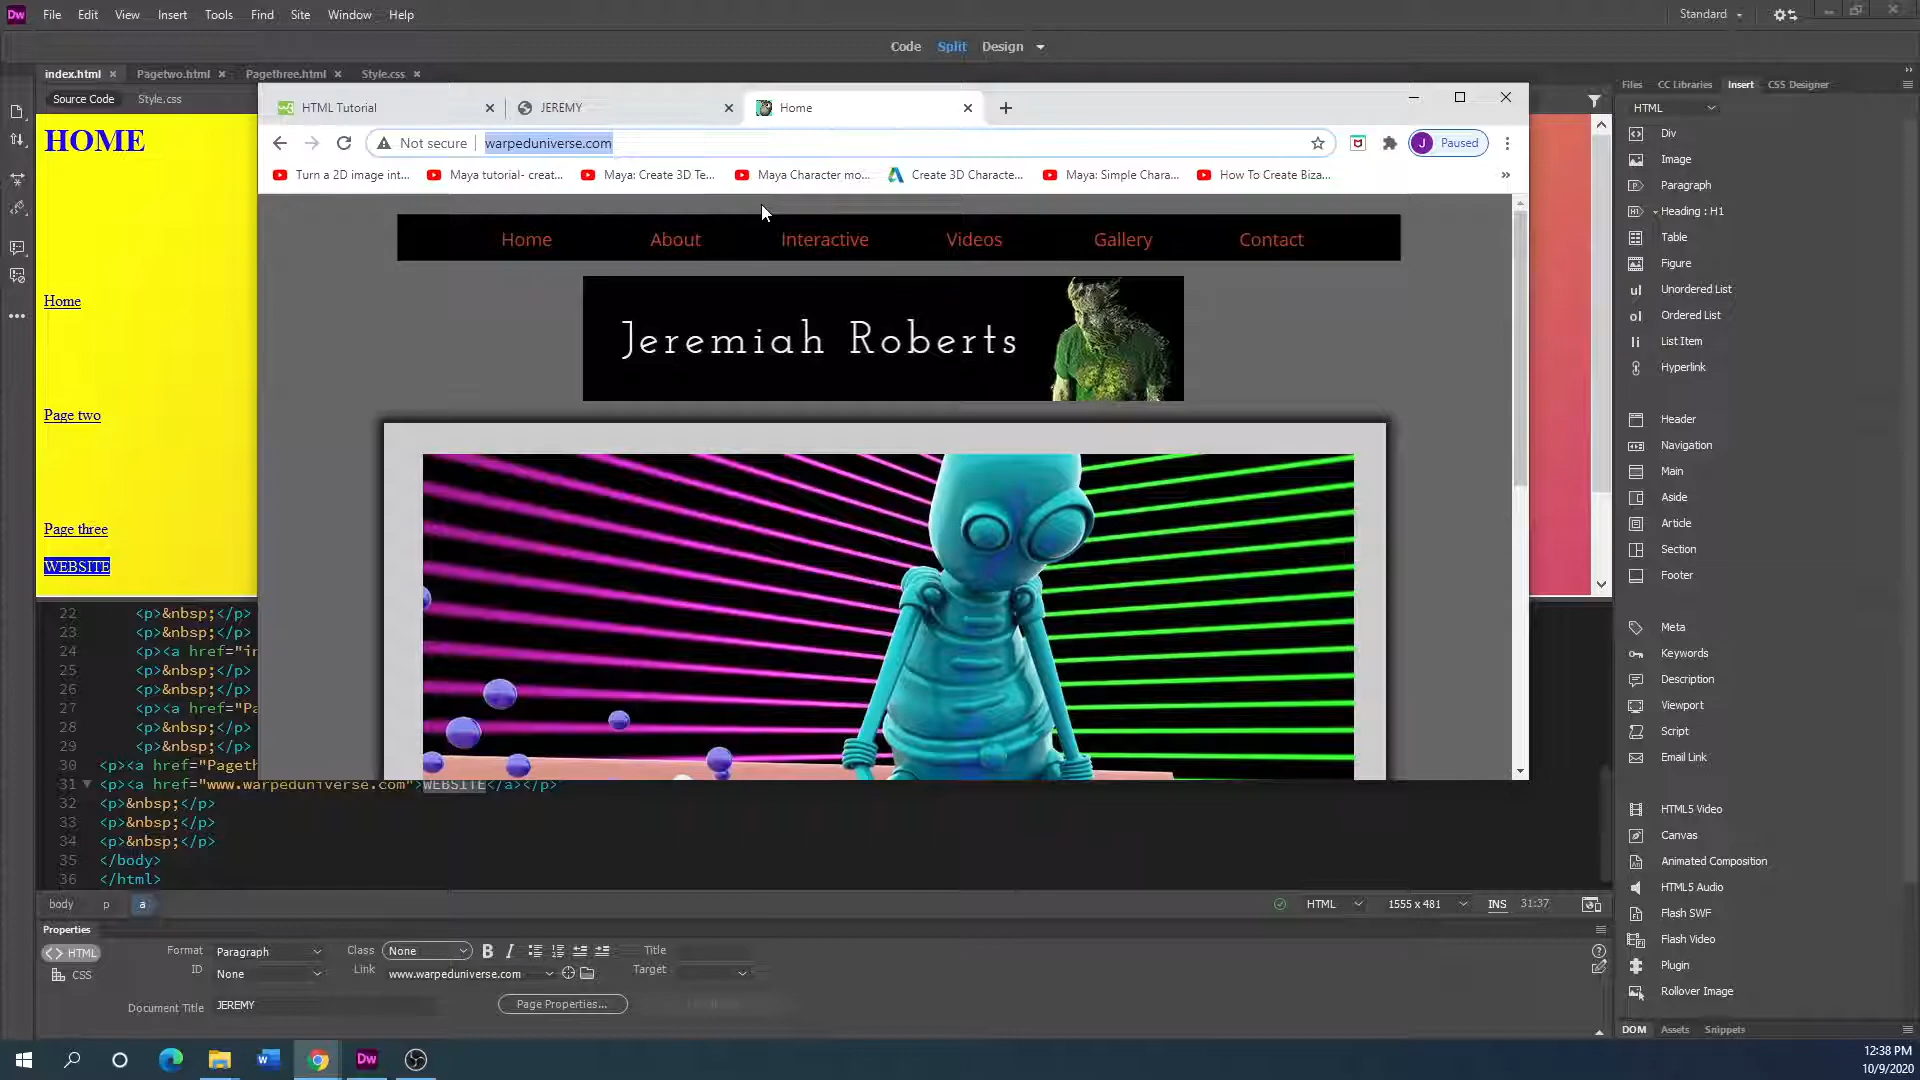 Dw File Edit View Insert Tools Find Site Window Help Standard
Code Split Design
index.html Pagetwo.html Pagethree.html Style.css
Source Code Style.css
HTML Tutorial JEREMY Home
Not secure warpeduniverse.com J Paused
Turn a 2D image int... Maya tutorial- creat... Maya: Create 3D Te... Maya Character mo... Create 3D Characte... Maya: Simple Chara... How To Create Biza...
Home About Interactive Videos Gallery Contact
Jeremiah Roberts
HOME
Home
Page two
Page three
WEBSITE
22 <p>&nbsp;</p>
23 <p>&nbsp;</p>
24 <p><a href="in
25 <p>&nbsp;</p>
26 <p>&nbsp;</p>
27 <p><a href="Pa
28 <p>&nbsp;</p>
29 <p>&nbsp;</p>
30 <p><a href="Pageth
31 <p><a href="www.warpeduniverse.com">WEBSITE</a></p>
32 <p>&nbsp;</p>
33 <p>&nbsp;</p>
34 <p>&nbsp;</p>
35 </body>
36 </html>
body p a HTML 1555 x 481 INS 31:37
Properties
HTML Format Paragraph Class None B I Title
CSS ID None Link www.warpeduniverse.com Target
Document Title JEREMY Page Properties...
Files CC Libraries Insert CSS Designer
HTML
Div
Image
Paragraph
Heading : H1
Table
Figure
ul Unordered List
ol Ordered List
li List Item
Hyperlink
Header
Navigation
Main
Aside
Article
Section
Footer
Meta
Keywords
Description
Viewport
Script
Email Link
HTML5 Video
Canvas
Animated Composition
HTML5 Audio
Flash SWF
Flash Video
Plugin
Rollover Image
DOM Assets Snippets
12:38 PM
10/9/2020